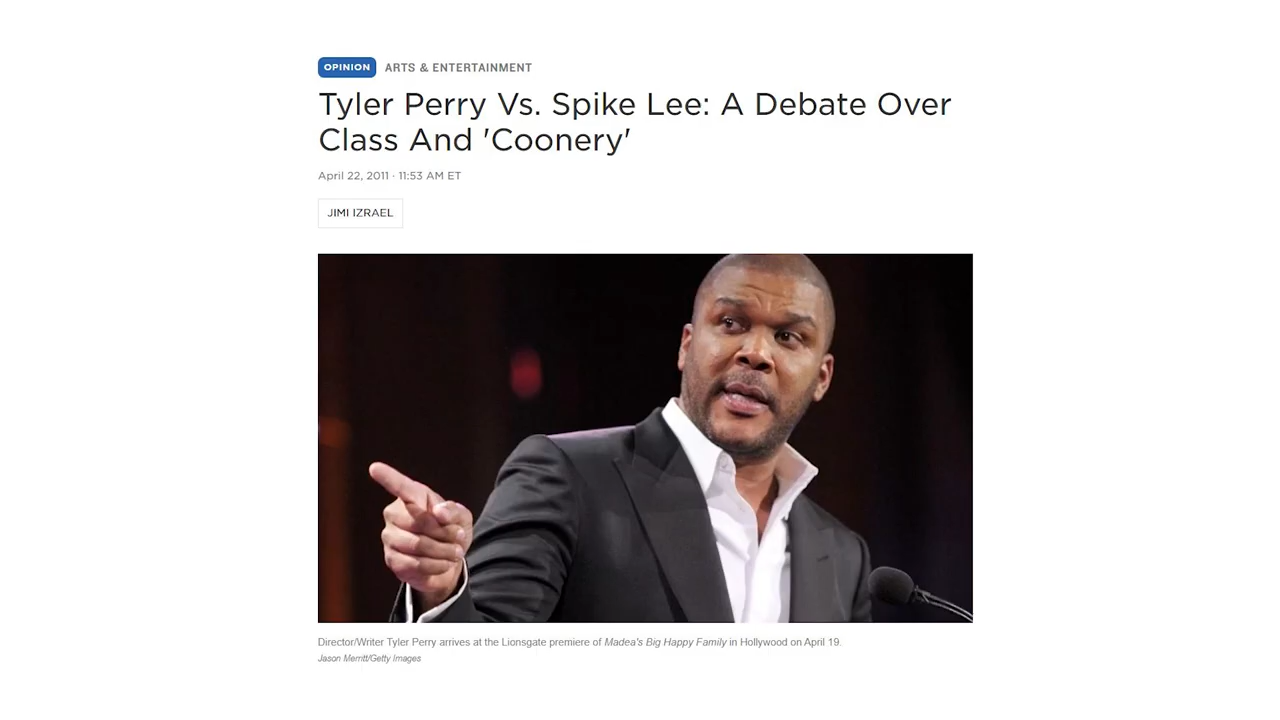 OPINION ARTS & ENTERTAINMENT
Tyler Perry Vs. Spike Lee: A Debate Over
Class And 'Coonery'
April 22, 2011 · 11:53 AM ET
JIMI IZRAEL
Director/Writer Tyler Perry arrives at the Lionsgate premiere of Madea's Big Happy Family in Hollywood on April 19.
Jason Merritt/Getty Images